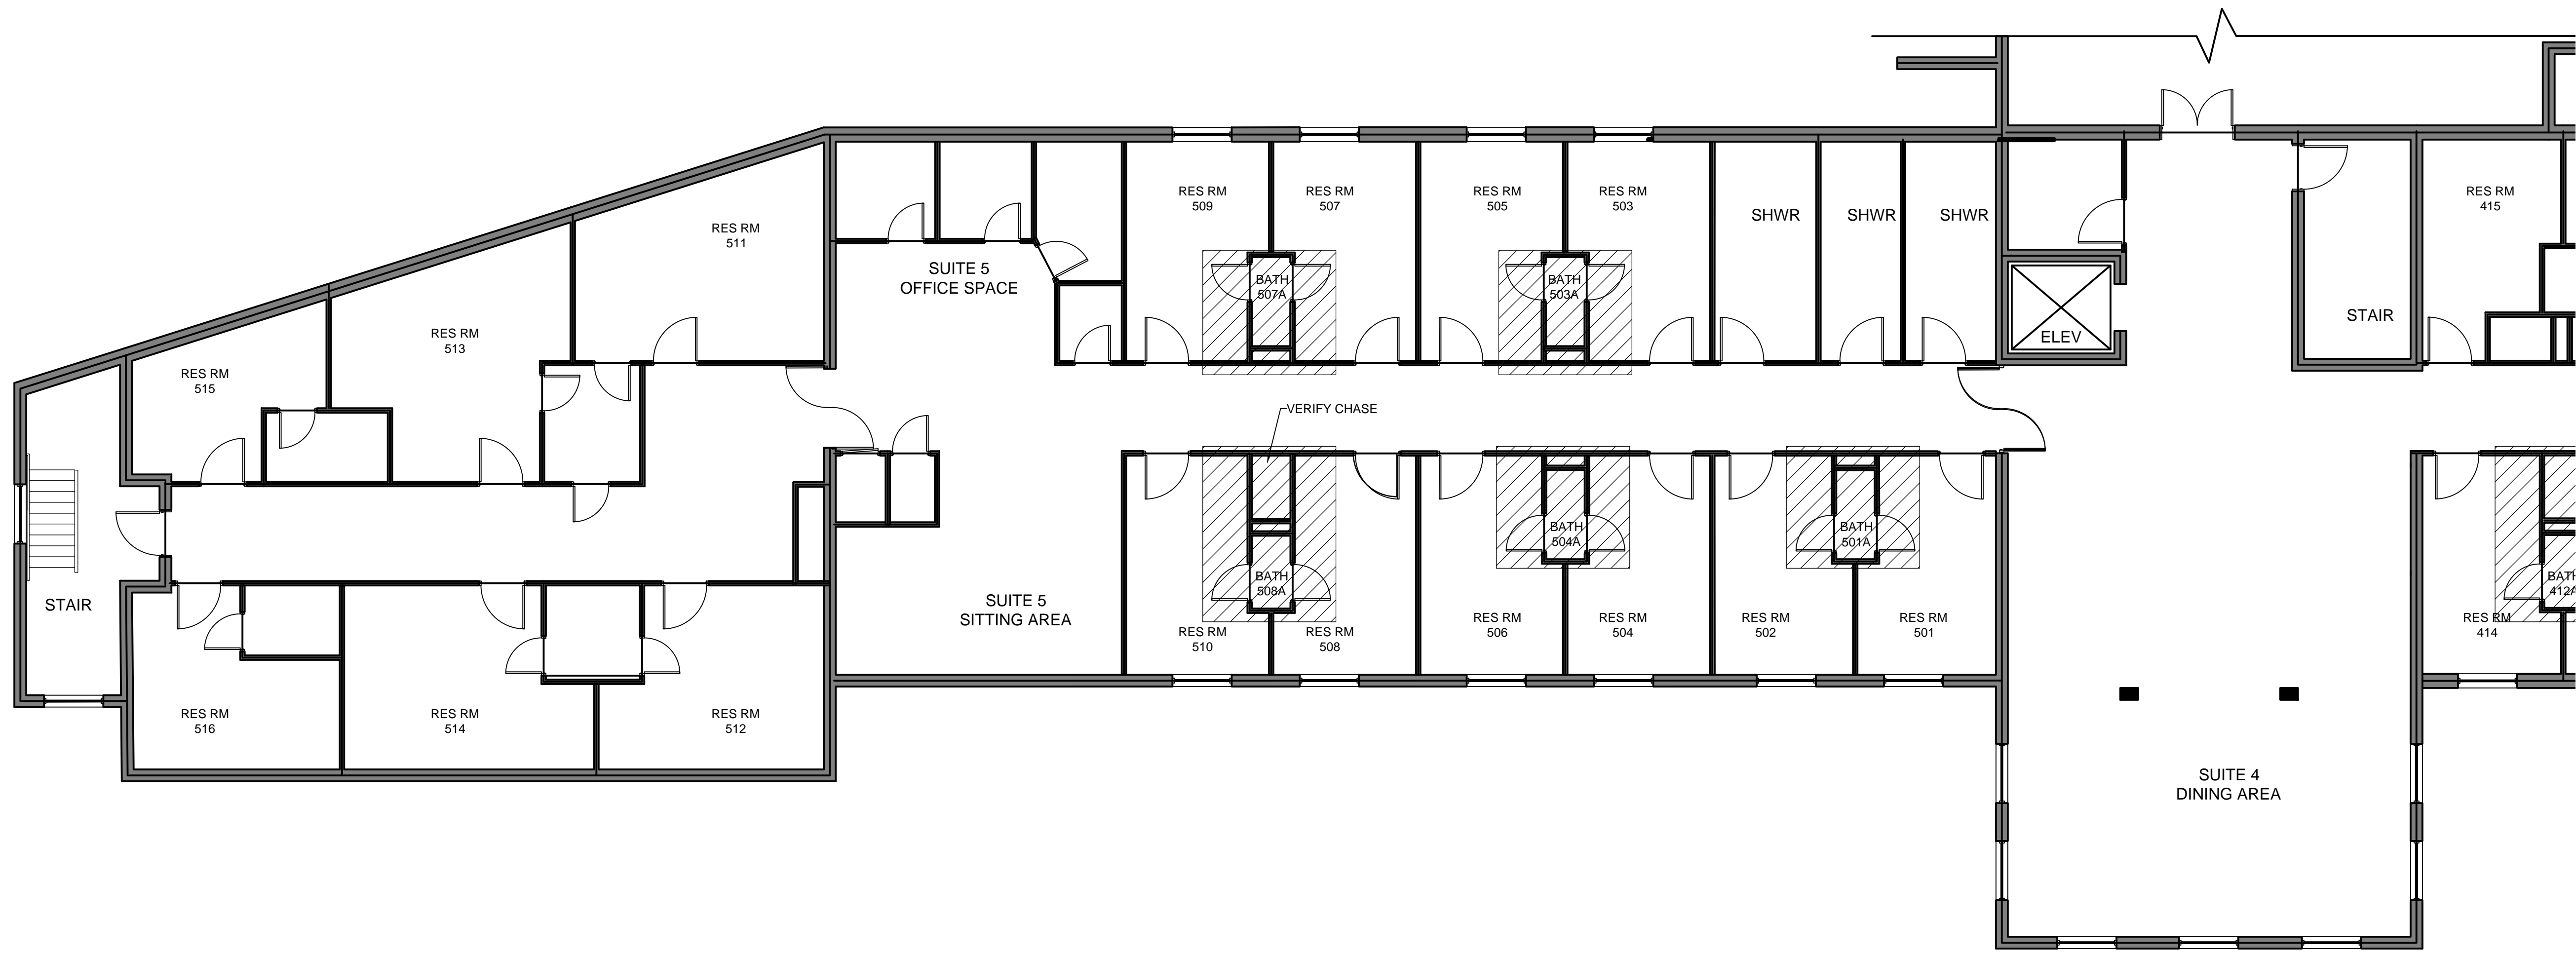 RES RM
509
RES RM
507
RES RM
505
RES RM
503
RES RM
415
SHWR
SHWR
SHWR
RES RM
511
SUITE 5
OFFICE SPACE
BATH
507A
BATH
503A
STAIR
ELEV
RES RM
513
RES RM
515
VERIFY CHASE
BATH
504A
BATH
501A
BATH
508A
BATH
412A
STAIR
SUITE 5
SITTING AREA
RES RM
510
RES RM
508
RES RM
506
RES RM
504
RES RM
502
RES RM
501
RES RM
414
RES RM
516
RES RM
514
RES RM
512
SUITE 4
DINING AREA